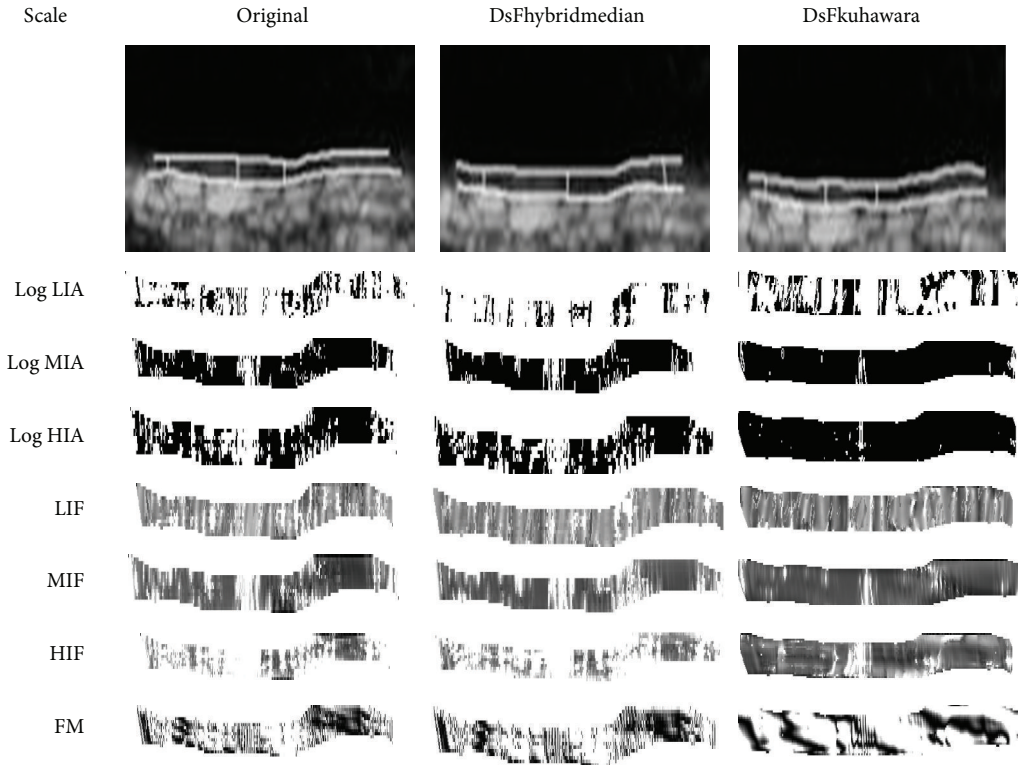 Scale Original DsFhybridmedian DsFkuhawara
Log LIA
Log MIA
Log HIA
LIF
MIF
HIF
FM